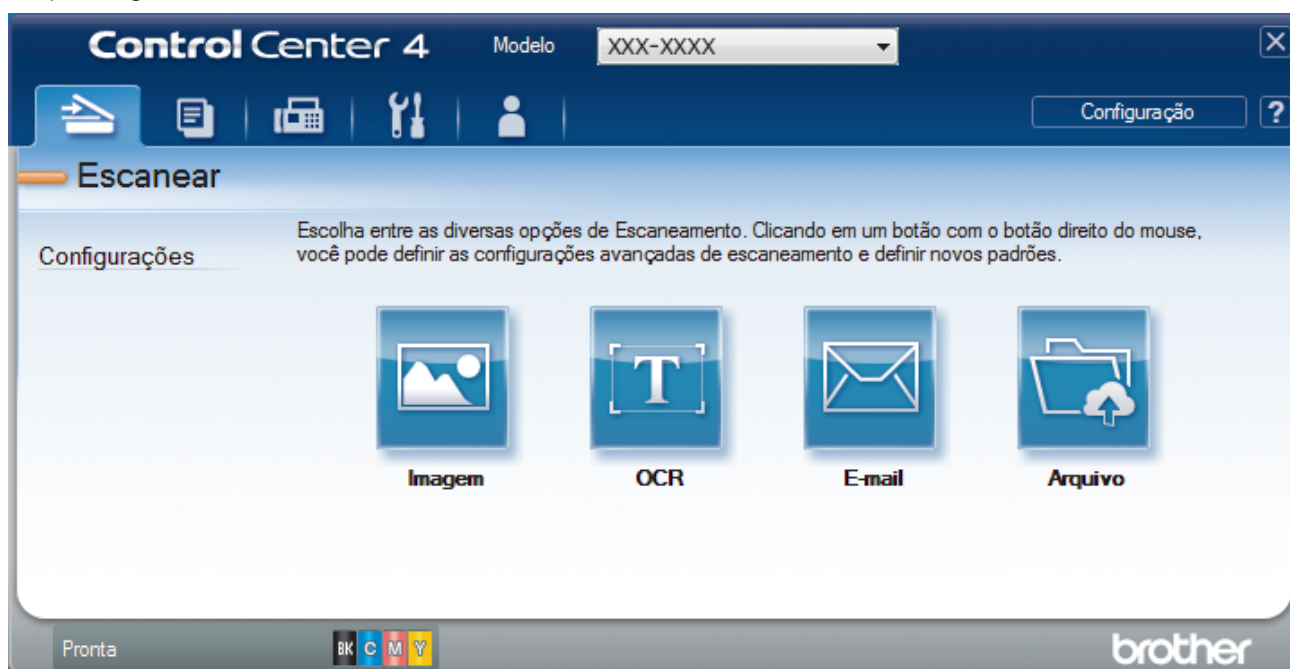 Control Center 4 Modelo XXX-XXXX
Configuração ?
Escanear
Configurações
Escolha entre as diversas opções de Escaneamento. Clicando em um botão com o botão direito do mouse,
você pode definir as configurações avançadas de escaneamento e definir novos padrões.
T
Imagem OCR E-mail Arquivo
Pronta BK C M Y brother